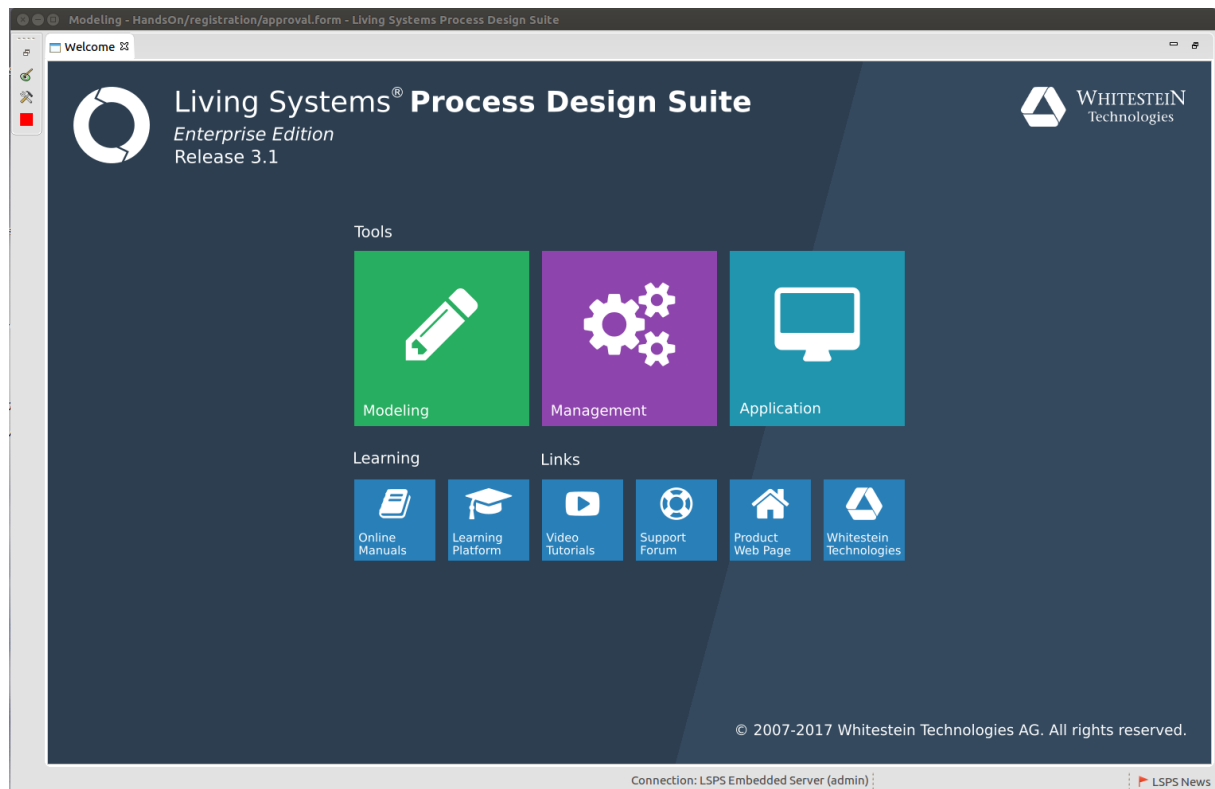 Modeling - HandsOn/registration/approval.form - Living Systems Process Design Suite
Welcome
Living Systems® Process Design Suite
Enterprise Edition
Release 3.1
WHITESTEIN
Technologies
Tools
Modeling
Management
Application
Learning
Links
Online
Manuals
Learning
Platform
Video
Tutorials
Support
Forum
Product
Web Page
Whitestein
Technologies
© 2007-2017 Whitestein Technologies AG. All rights reserved.
Connection: LSPS Embedded Server (admin)
LSPS News